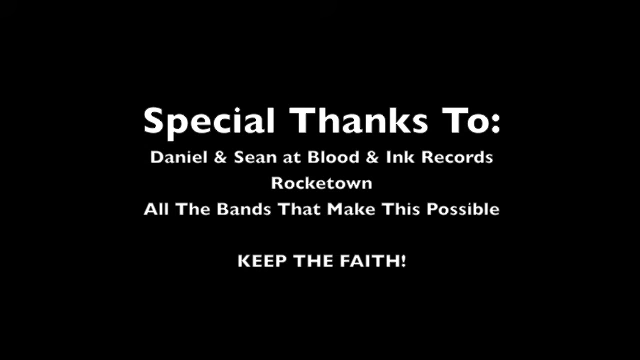 Special Thanks To:
Daniel & Sean at Blood & Ink Records
Rocketown
All The Bands That Make This Possible
KEEP THE FAITH!